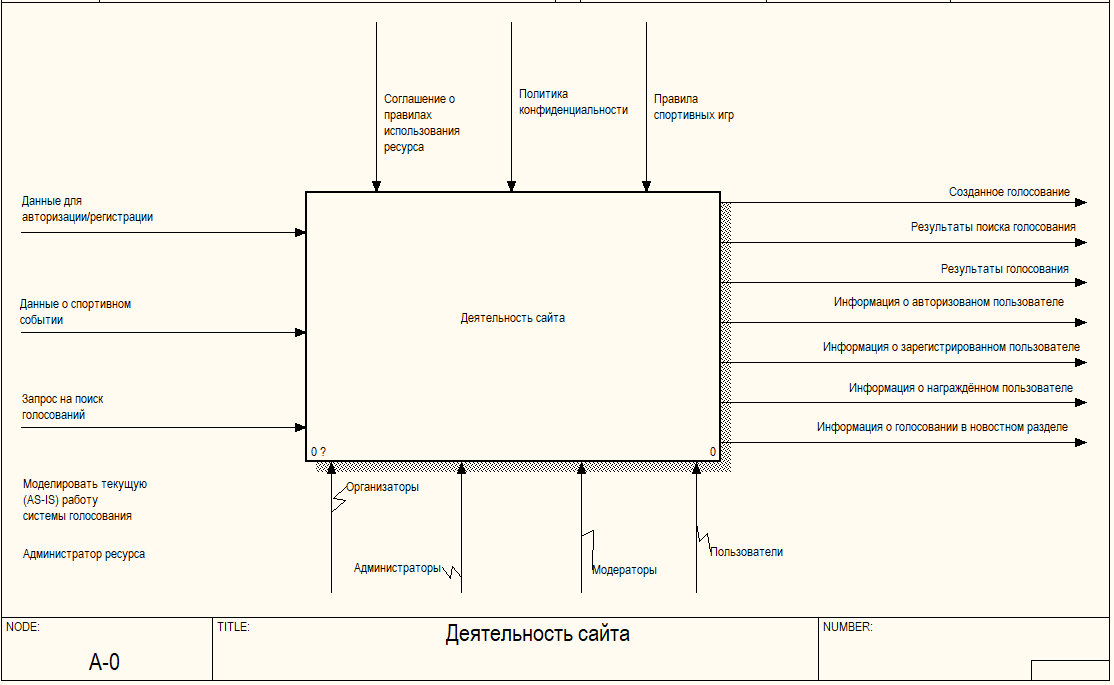 Соглашение о
правилах
использования
ресурса
Политика
конфиденциальности
Правила
спортивных игр
Данные для
авторизации/регистрации
Данные о спортивном
событии
Запрос на поиск
голосований
Деятельность сайта
0 ?
0
Созданное голосование
Результаты поиска голосования
Результаты голосования
Информация о авторизованом пользователе
Информация о зарегистрированном пользователе
Информация о награждённом пользователе
Информация о голосовании в новостном разделе
Моделировать текущую
(AS-IS) работу
системы голосования
Администратор ресурса
Организаторы
Администраторы
Модераторы
Пользователи
NODE:
A-0
TITLE:
Деятельность сайта
NUMBER: